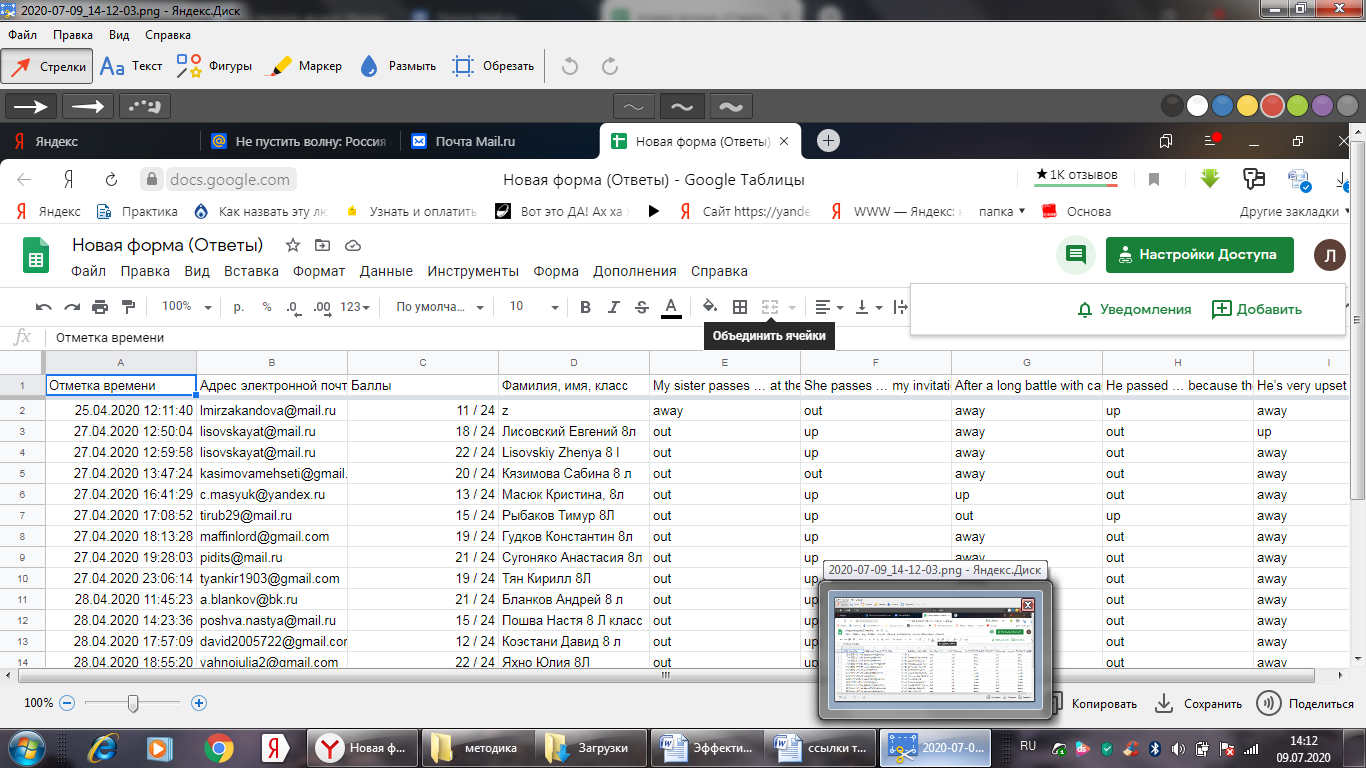 2020-07-09_14-12-03.png - Яндекс.Диск
Файл Правка Вид Справка
Стрелки Текст Фигуры Маркер Размыть Обрезать
Яндекс Не пустить волну: Россия Почта Mail.ru Новая форма (Ответы)
docs.google.com Новая форма (Ответы) - Google Таблицы ★1K отзывов
Яндекс Практика Как назвать эту лю Узнать и оплатить Вот это ДА! Ах ха х Сайт https://yande WWW — Яндекс: н папка Основа Другие закладки
Новая форма (Ответы)
Настройки Доступа Л
Файл Правка Вид Вставка Формат Данные Инструменты Форма Дополнения Справка
100% р. % .0 .00 123 По умолча... 10 B I S A
Уведомления Добавить
Объединить ячейки
fx Отметка времени
A B C D E F G H I
1 Отметка времени Адрес электронной почт Баллы Фамилия, имя, класс My sister passes … at the She passes … my invitati After a long battle with ca He passed … because the He's very upset
2 25.04.2020 12:11:40 lmirzakandova@mail.ru 11 / 24 z away out away up away
3 27.04.2020 12:50:04 lisovskayat@mail.ru 18 / 24 Лисовский Евгений 8л out up away out up
4 27.04.2020 12:59:58 lisovskayat@mail.ru 22 / 24 Lisovskiy Zhenya 8 l out up away out away
5 27.04.2020 13:47:24 kasimovamehseti@gmail. 20 / 24 Кязимова Сабина 8 л out out away out away
6 27.04.2020 16:41:29 c.masyuk@yandex.ru 13 / 24 Масюк Кристина, 8л out up up out away
7 27.04.2020 17:08:52 tirub29@mail.ru 15 / 24 Рыбаков Тимур 8Л out up out up away
8 27.04.2020 18:13:28 maffinlord@gmail.com 19 / 24 Гудков Константин 8л out up away out away
9 27.04.2020 19:28:03 pidits@mail.ru 21 / 24 Сугоняко Анастасия 8л out up away out away
2020-07-09_14-12-03.png - Яндекс.Диск
10 27.04.2020 23:06:14 tyankir1903@gmail.com 19 / 24 Тян Кирилл 8Л out up out away
11 28.04.2020 11:45:23 a.blankov@bk.ru 21 / 24 Бланков Андрей 8 л out up out away
12 28.04.2020 14:23:36 poshva.nastya@mail.ru 15 / 24 Пошва Настя 8 Л класс out up out away
13 28.04.2020 15:56:06 david2005722@gmail.com 12 / 24 Коэстани Давид 8 л out up out away
14 28.04.2020 18:55:20 vahnoiulia2@gmail.com 22 / 24 Яхно Юлия 8Л out up out away
100% Копировать Сохранить Поделиться
Новая ф... методика Загрузки Эффекти... ссылки т... 2020-07-0... RU 14:12
09.07.2020